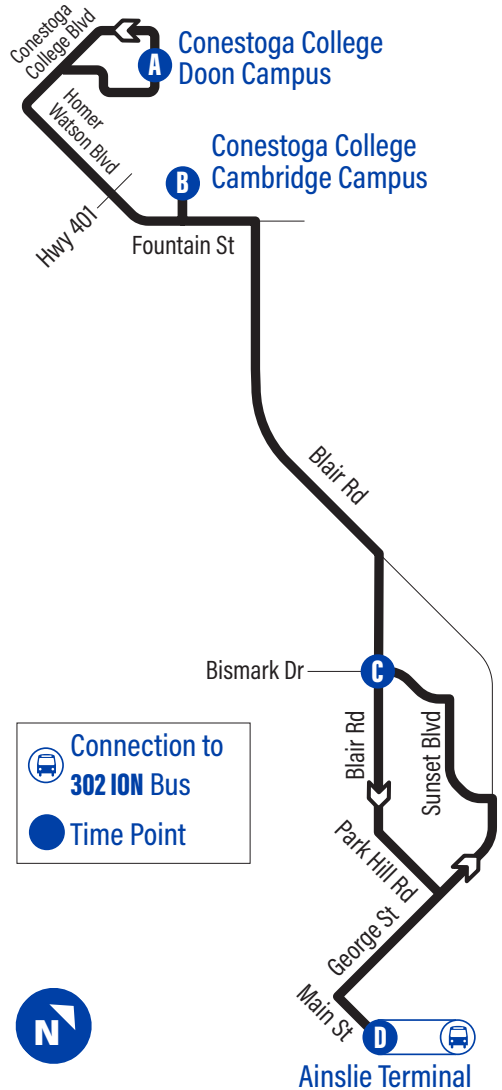 Conestoga
College Blvd
A
Conestoga College
Doon Campus
Homer
Watson Blvd
B
Conestoga College
Cambridge Campus
Hwy 401
Fountain St
Blair Rd
Bismark Dr
C
Blair Rd
Sunset Blvd
Connection to
302 ION Bus
Time Point
Park Hill Rd
George St
Main St
N
D
Ainslie Terminal